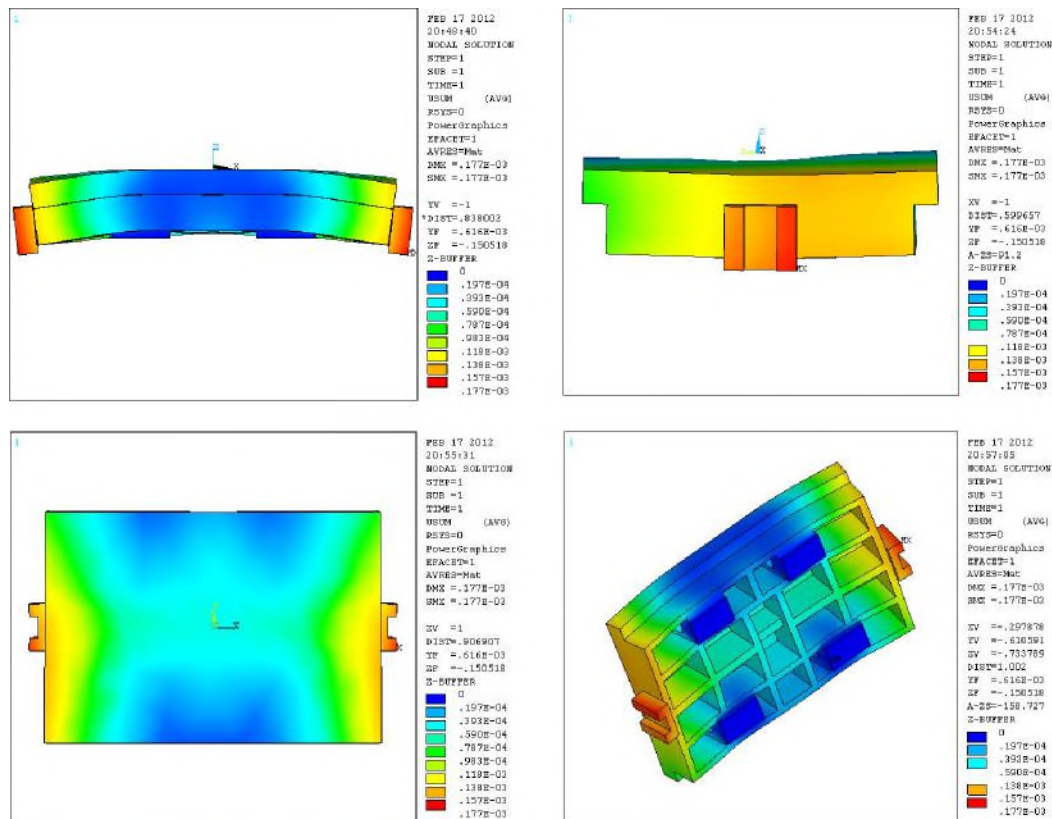 1
FEB 17 2012
20:48:40
NODAL SOLUTION
STEP=1
SUB =1
TIME=1
USUM (AVG)
RSYS=0
PowerGraphics
EFACET=1
AVRES=Mat
DMX =.177E-03
SMX =.177E-03
YV =-1
*DIST=.838002
YF =.616E-03
ZF =-.150518
Z-BUFFER
0
.197E-04
.393E-04
.590E-04
.787E-04
.983E-04
.118E-03
.138E-03
.157E-03
.177E-03
Z
X
1
FEB 17 2012
20:54:24
NODAL SOLUTION
STEP=1
SUB =1
TIME=1
USUM (AVG)
RSYS=0
PowerGraphics
EFACET=1
AVRES=Mat
DMX =.177E-03
SMX =.177E-03
XV =-1
DIST=.599657
YF =.616E-03
ZF =-.150518
A-ZS=91.2
Z-BUFFER
0
.197E-04
.393E-04
.590E-04
.787E-04
.118E-03
.138E-03
.157E-03
.177E-03
Z
X
MX
1
FEB 17 2012
20:55:31
NODAL SOLUTION
STEP=1
SUB =1
TIME=1
USUM (AVG)
RSYS=0
PowerGraphics
EFACET=1
AVRES=Mat
DMX =.177E-03
SMX =.177E-03
ZV =1
DIST=.906907
YF =.616E-03
ZF =-.150518
Z-BUFFER
0
.197E-04
.393E-04
.590E-04
.787E-04
.983E-04
.118E-03
.138E-03
.157E-03
.177E-03
X
1
FEB 17 2012
20:57:05
NODAL SOLUTION
STEP=1
SUB =1
TIME=1
USUM (AVG)
RSYS=0
PowerGraphics
EFACET=1
AVRES=Mat
DMX =.177E-03
SMX =.177E-03
XV =-.297878
YV =-.610591
ZV =-.733789
DIST=1.002
YF =.616E-03
ZF =-.150518
A-ZS=-158.727
Z-BUFFER
0
.197E-04
.393E-04
.590E-04
.138E-03
.157E-03
.177E-03
MX